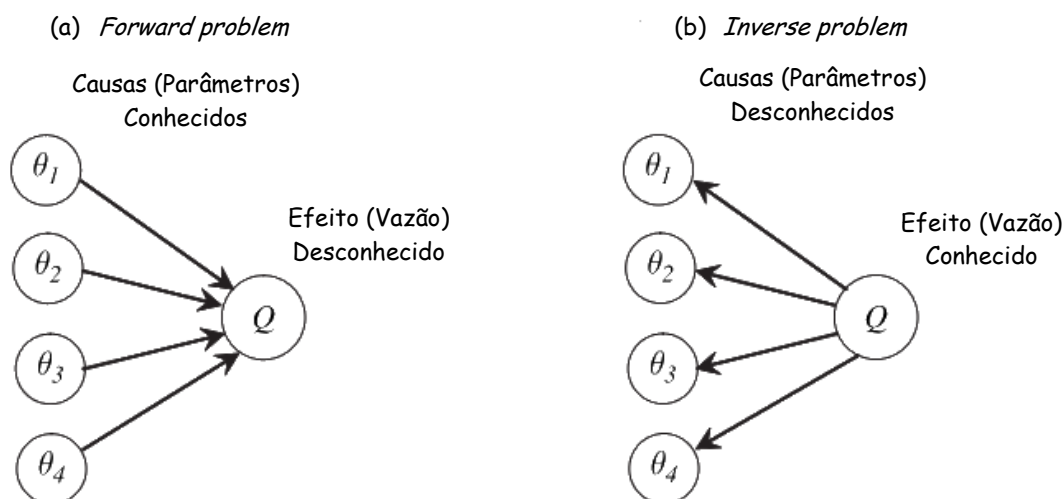 (a) Forward problem
Causas (Parâmetros)
Conhecidos
θ1
θ2
θ3
θ4
Efeito (Vazão)
Desconhecido
Q
(b) Inverse problem
Causas (Parâmetros)
Desconhecidos
θ1
θ2
θ3
θ4
Efeito (Vazão)
Conhecido
Q